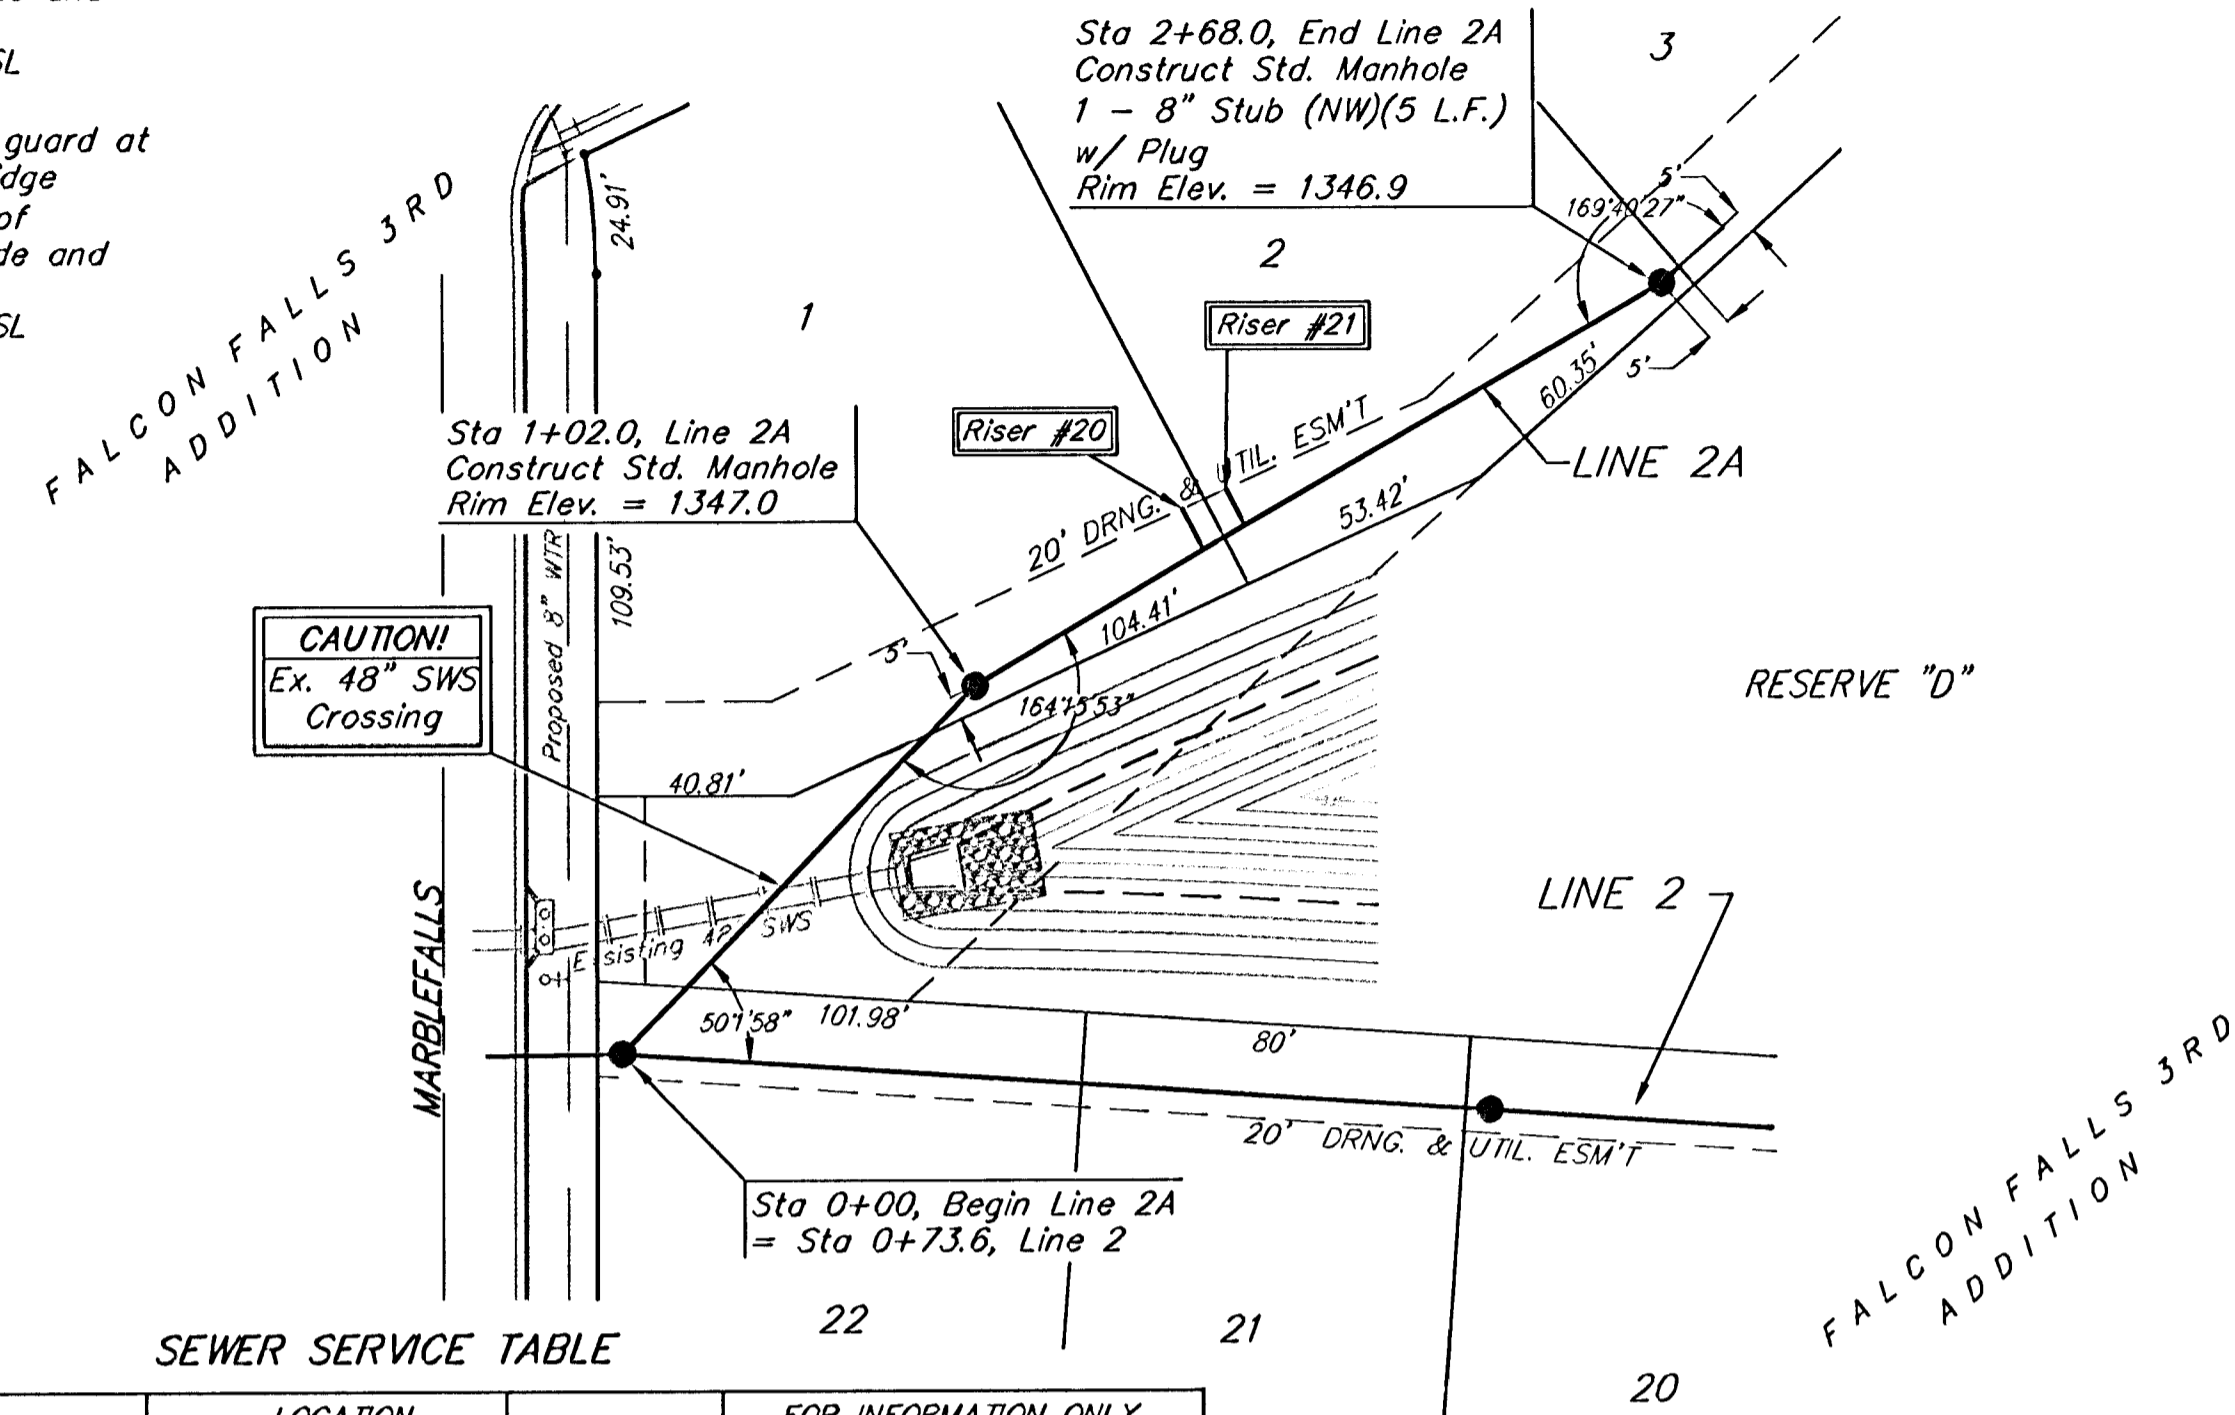 SL
guard at
of
de and
SL
FALCON FALLS 3RD
ADDITION
Sta 2+68.0, End Line 2A
Construct Std. Manhole
1 - 8" Stub (NW)(5 L.F.)
w/ Plug
Rim Elev. = 1346.9
3
5'
169°40'27"
24.91'
2
1
Riser #21
5'
60.35'
Sta 1+02.0, Line 2A
Construct Std. Manhole
Rim Elev. = 1347.0
Riser #20
20' DRNG. & UTIL. ESM'T
LINE 2A
53.42'
Proposed 8" WTR
109.53'
104.41'
5'
164°15'53"
CAUTION!
Ex. 48" SWS
Crossing
RESERVE "D"
40.81'
MARBLEFALLS
LINE 2
SWS
50°1'58"
101.98'
80'
20' DRNG. & UTIL. ESM'T
Sta 0+00, Begin Line 2A
= Sta 0+73.6, Line 2
FALCON FALLS 3RD
ADDITION
22
21
20
SEWER SERVICE TABLE
LOCATION
FOR INFORMATION ONLY